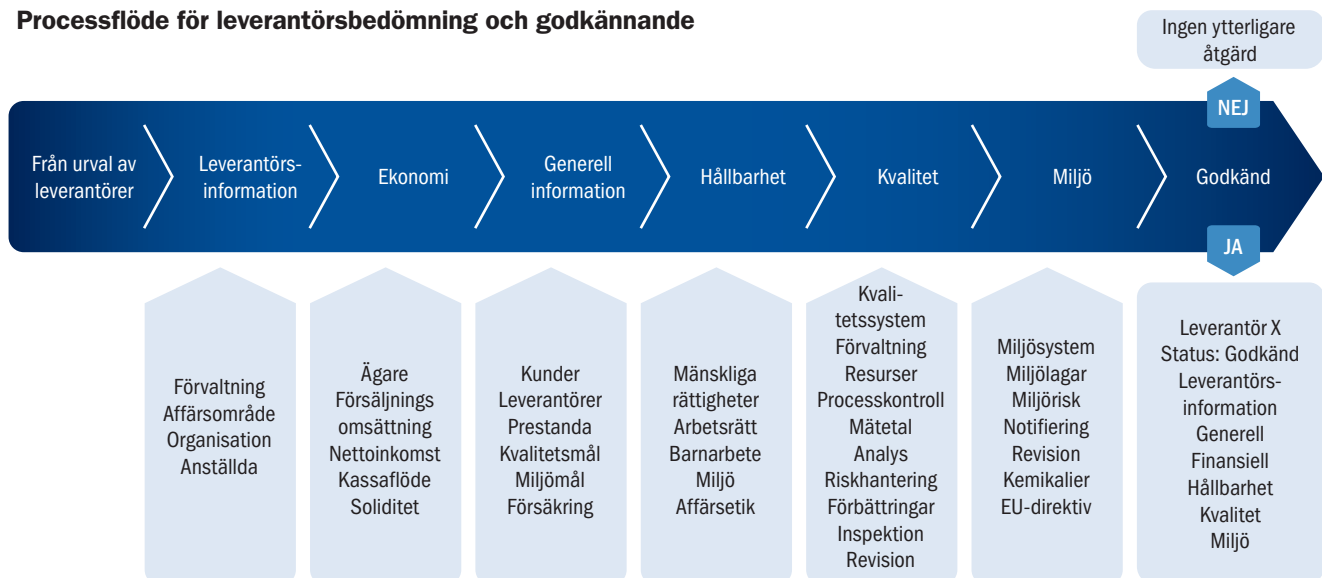 Processflöde för leverantörsbedömning och godkännande
Ingen ytterligare
åtgärd
NEJ
Från urval av
leverantörer
Leverantörs-
information
Ekonomi
Generell
information
Hållbarhet
Kvalitet
Miljö
Godkänd
JA
Förvaltning
Affärsområde
Organisation
Anställda
Ägare
Försäljnings
omsättning
Nettoinkomst
Kassaflöde
Soliditet
Kunder
Leverantörer
Prestanda
Kvalitetsmål
Miljömål
Försäkring
Mänskliga
rättigheter
Arbetsrätt
Barnarbete
Miljö
Affärsetik
Kvali-
tetssystem
Förvaltning
Resurser
Processkontroll
Mätetal
Analys
Riskhantering
Förbättringar
Inspektion
Revision
Miljösystem
Miljölagar
Miljörisk
Notifiering
Revision
Kemikalier
EU-direktiv
Leverantör X
Status: Godkänd
Leverantörs-
information
Generell
Finansiell
Hållbarhet
Kvalitet
Miljö